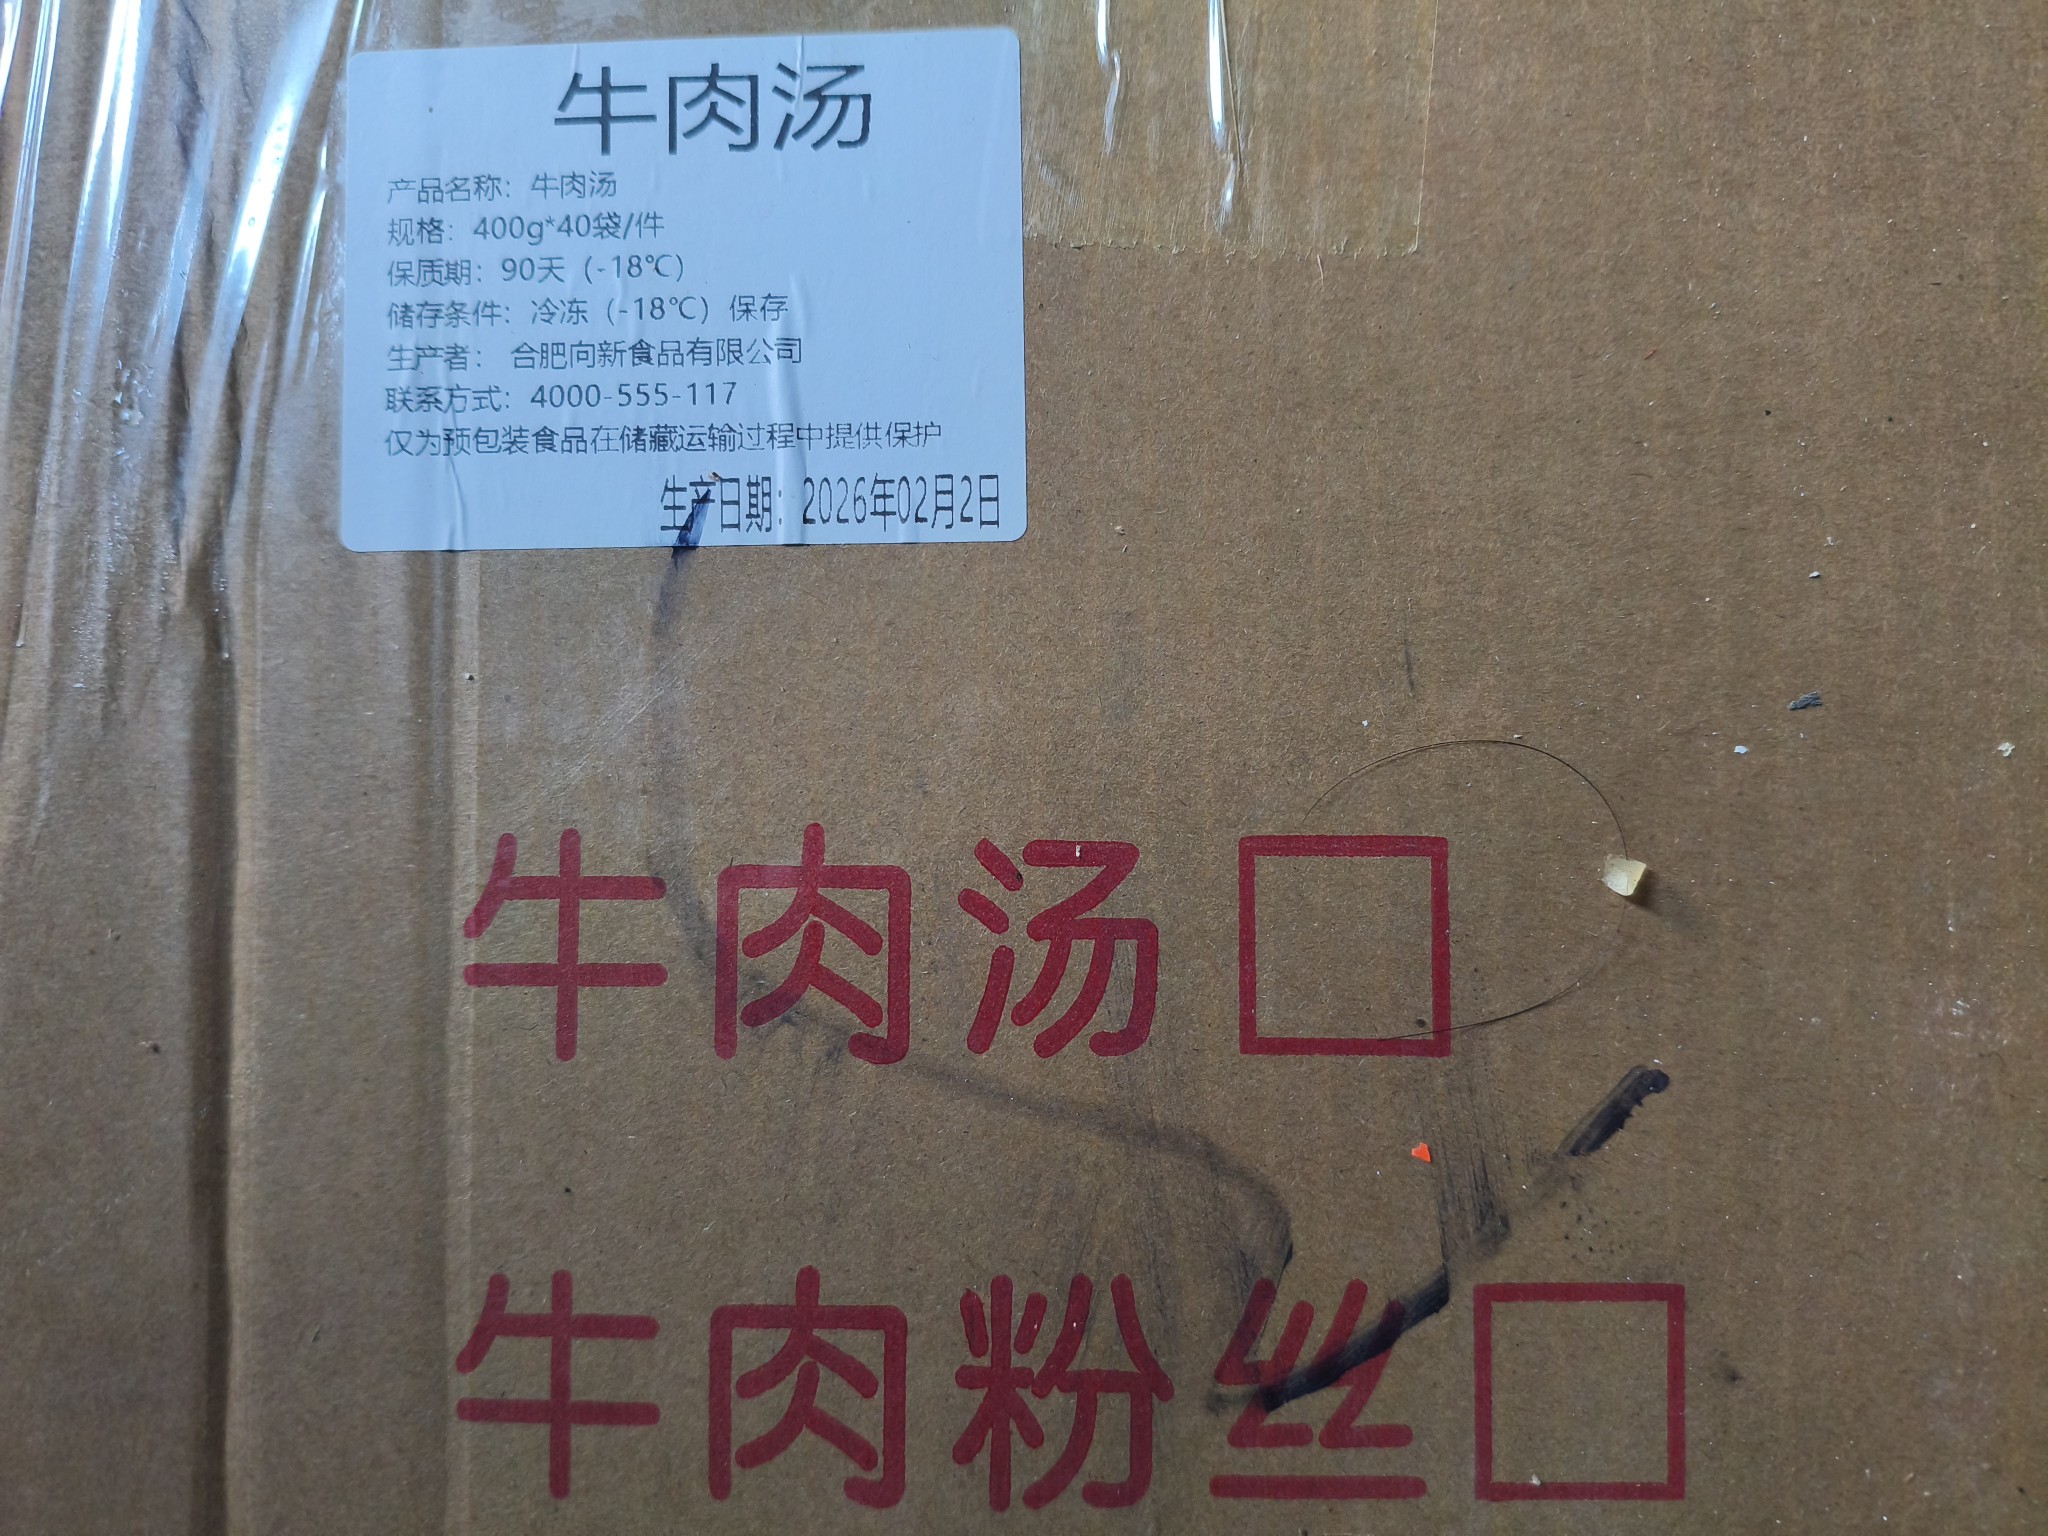 牛肉汤
产品名称：牛肉汤
规格：400g*40袋/件
保质期：90天（-18℃）
储存条件：冷冻（-18℃）保存
生产者： 合肥向新食品有限公司
联系方式：4000-555-117
仅为预包装食品在储藏运输过程中提供保护
生产日期：2026年02月2日
牛肉汤□
牛肉粉丝□